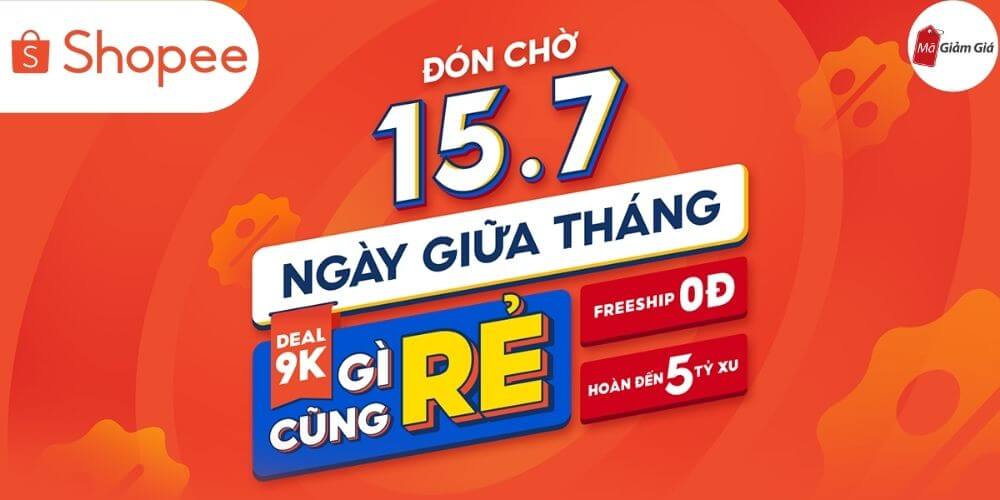 Shopee
Mã Giảm Giá
ĐÓN CHỜ
15.7
NGÀY GIỮA THÁNG
DEAL
9K
GÌ
CŨNG
RẺ
FREESHIP 0Đ
HOÀN ĐẾN 5 TỶ XU